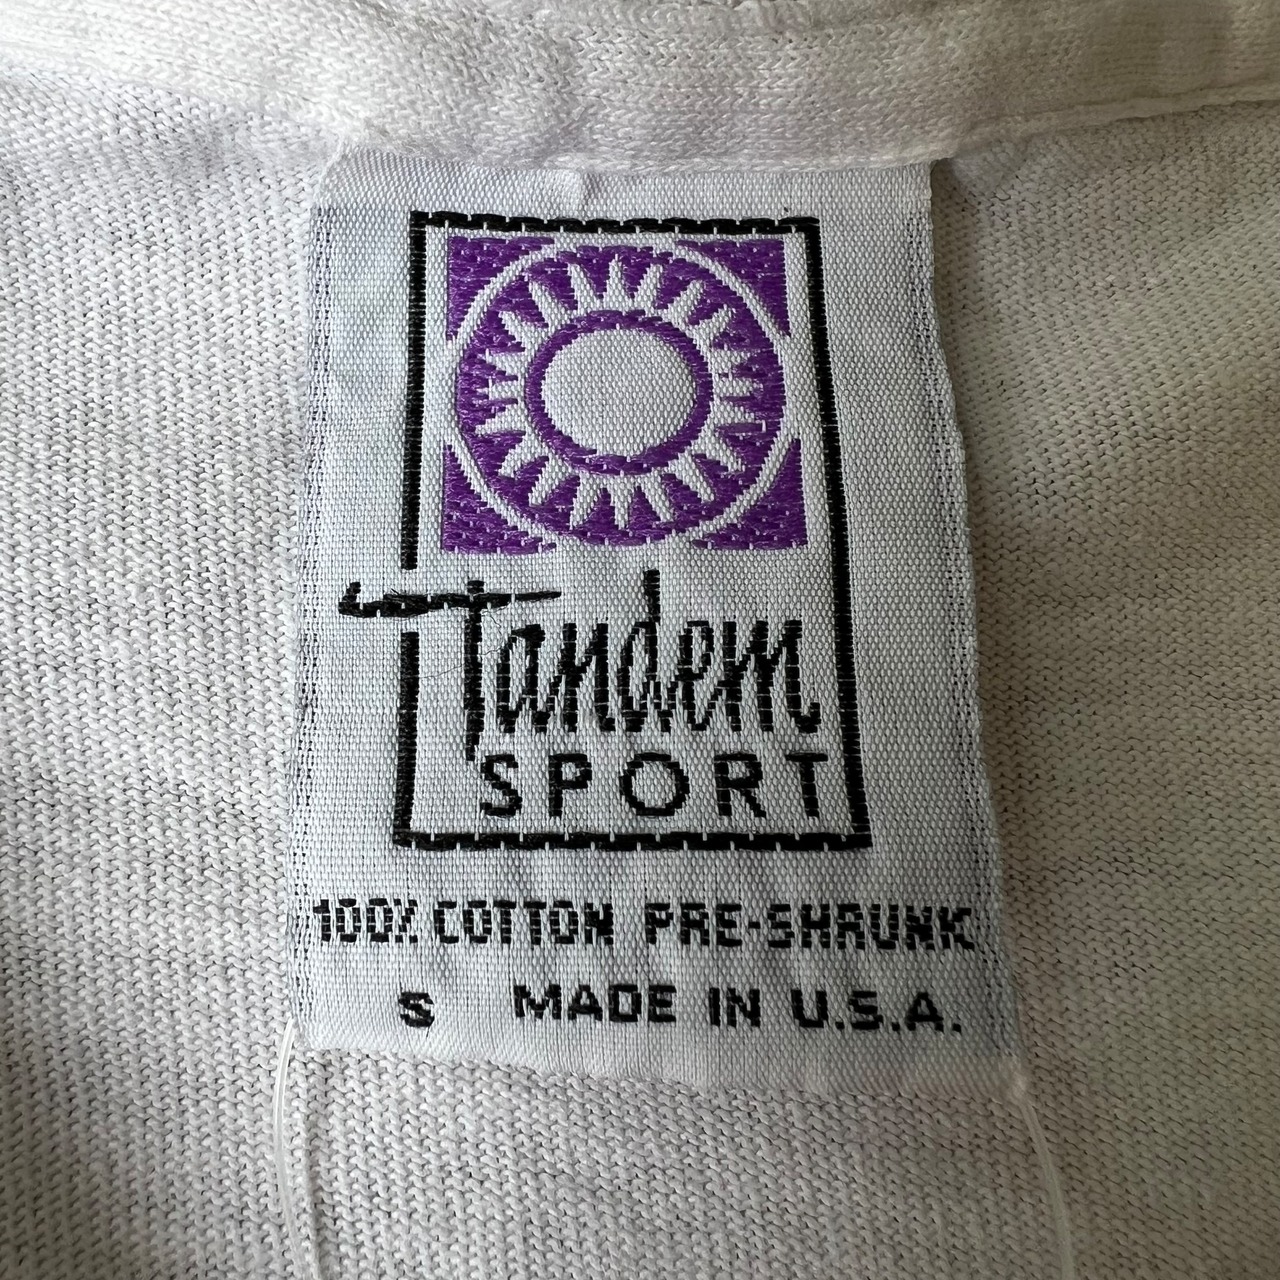 Tandem
SPORT
100% COTTON PRE-SHRUNK
S MADE IN U.S.A.